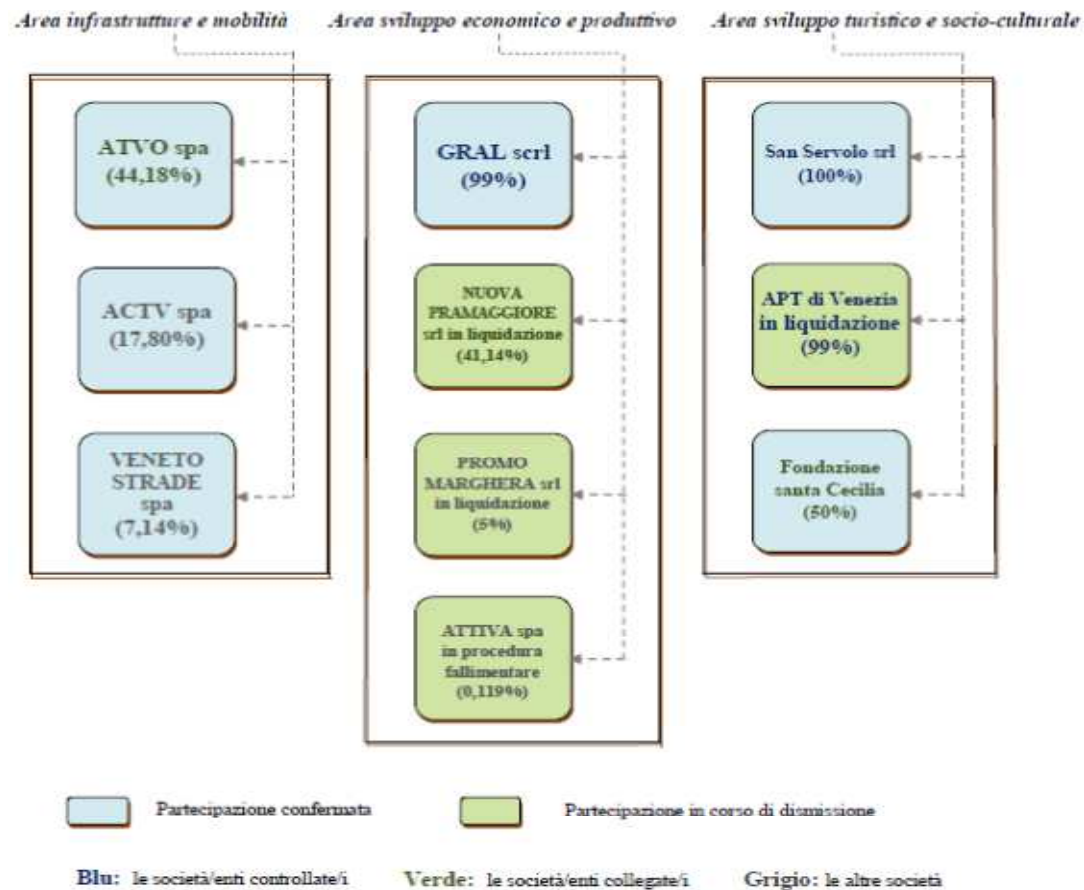 Area infrastrutture e mobilità
ATVO spa
(44,18%)
ACTV spa
(17,80%)
VENETO
STRADE
spa
(7,14%)
Area sviluppo economico e produttivo
GRAL scrl
(99%)
NUOVA
PRAMAGGIORE
srl in liquidazione
(41,14%)
PROMO
MARGHERA srl
in liquidazione
(5%)
ATTIVA spa
in procedura
fallimentare
(0,119%)
Area sviluppo turistico e socio-culturale
San Servolo srl
(100%)
APT di Venezia
in liquidazione
(99%)
Fondazione
santa Cecilia
(50%)
Partecipazione confermata
Partecipazione in corso di dismissione
Blu: le società/enti controllate/i
Verde: le società/enti collegate/i
Grigio: le altre società